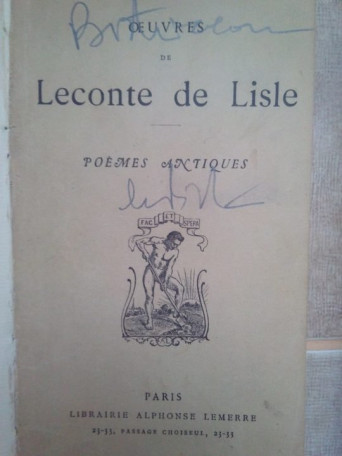 ŒUVRES
DE
Leconte de Lisle
POÈMES ANTIQUES
FAC ET SPERA
A L
PARIS
LIBRAIRIE ALPHONSE LEMERRE
23-33, PASSAGE CHOISEUL, 23-33